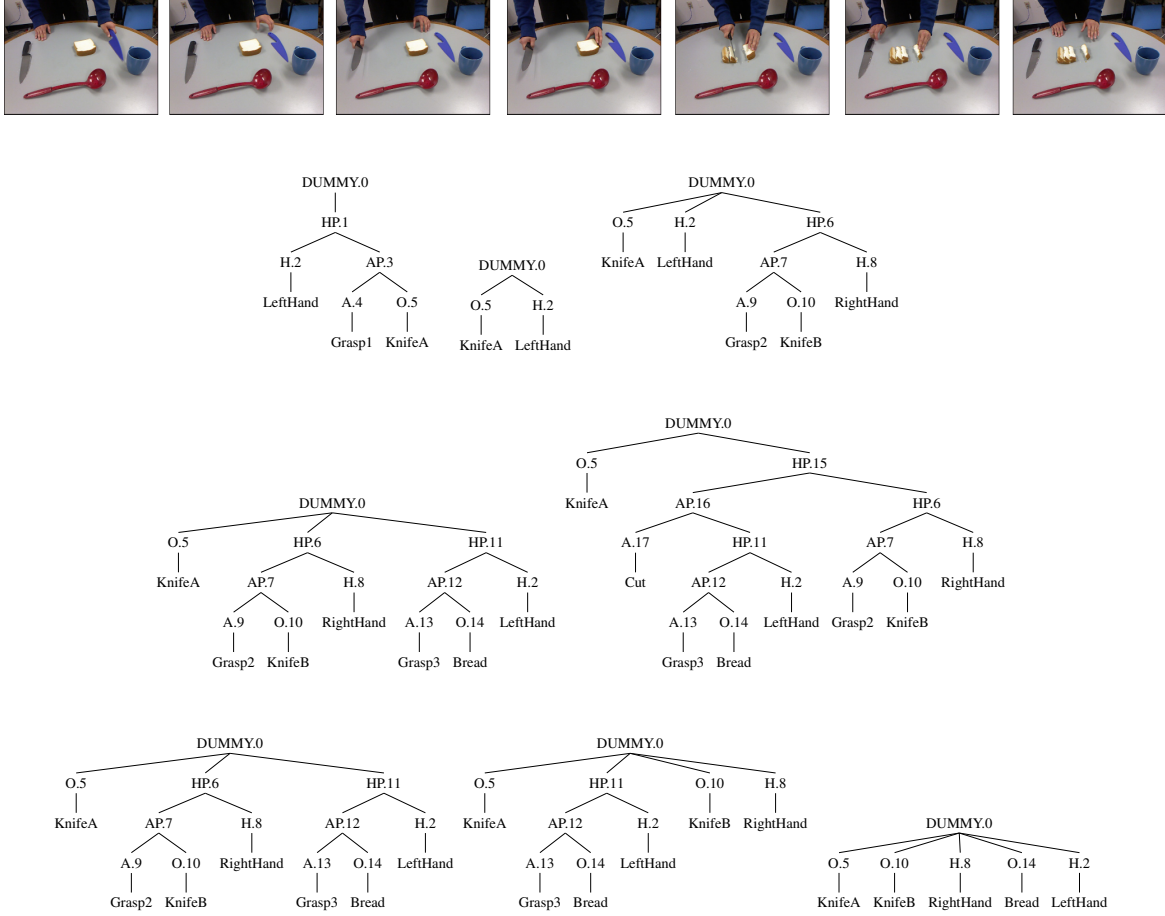 DUMMY.0
HP.1
H.2 AP.3
LeftHand A.4 O.5
Grasp1 KnifeA
DUMMY.0
O.5 H.2
KnifeA LeftHand
DUMMY.0
O.5 H.2 HP.6
KnifeA LeftHand AP.7 H.8
A.9 O.10 RightHand
Grasp2 KnifeB
DUMMY.0
O.5 HP.6 HP.11
KnifeA AP.7 H.8 AP.12 H.2
A.9 O.10 RightHand A.13 O.14 LeftHand
Grasp2 KnifeB Grasp3 Bread
DUMMY.0
O.5 HP.15
KnifeA AP.16 HP.6
A.17 HP.11 AP.7 H.8
Cut AP.12 H.2 A.9 O.10 RightHand
A.13 O.14 LeftHand Grasp2 KnifeB
Grasp3 Bread
DUMMY.0
O.5 HP.6 HP.11
KnifeA AP.7 H.8 AP.12 H.2
A.9 O.10 RightHand A.13 O.14 LeftHand
Grasp2 KnifeB Grasp3 Bread
DUMMY.0
O.5 HP.11 O.10 H.8
KnifeA AP.12 H.2 KnifeB RightHand
A.13 O.14 LeftHand
Grasp3 Bread
DUMMY.0
O.5 O.10 H.8 O.14 H.2
KnifeA KnifeB RightHand Bread LeftHand